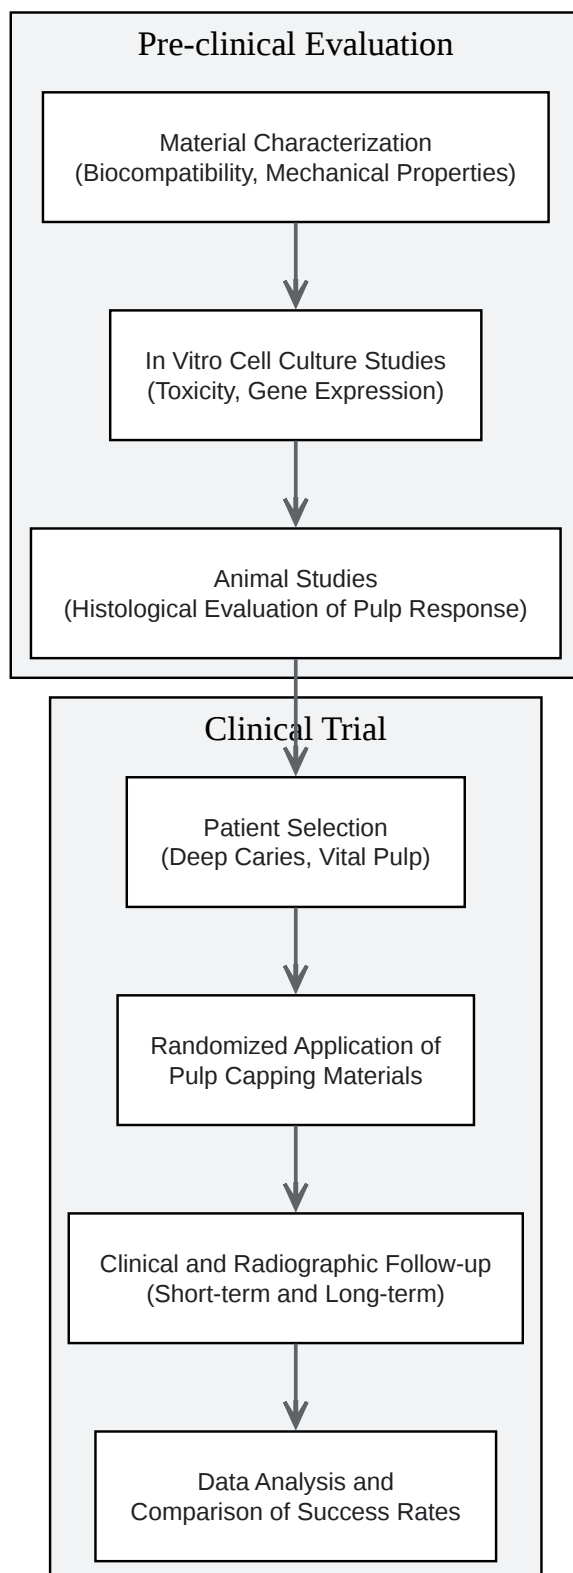 Pre-clinical Evaluation
Material Characterization
(Biocompatibility, Mechanical Properties)
In Vitro Cell Culture Studies
(Toxicity, Gene Expression)
Animal Studies
(Histological Evaluation of Pulp Response)
Clinical Trial
Patient Selection
(Deep Caries, Vital Pulp)
Randomized Application of
Pulp Capping Materials
Clinical and Radiographic Follow-up
(Short-term and Long-term)
Data Analysis and
Comparison of Success Rates